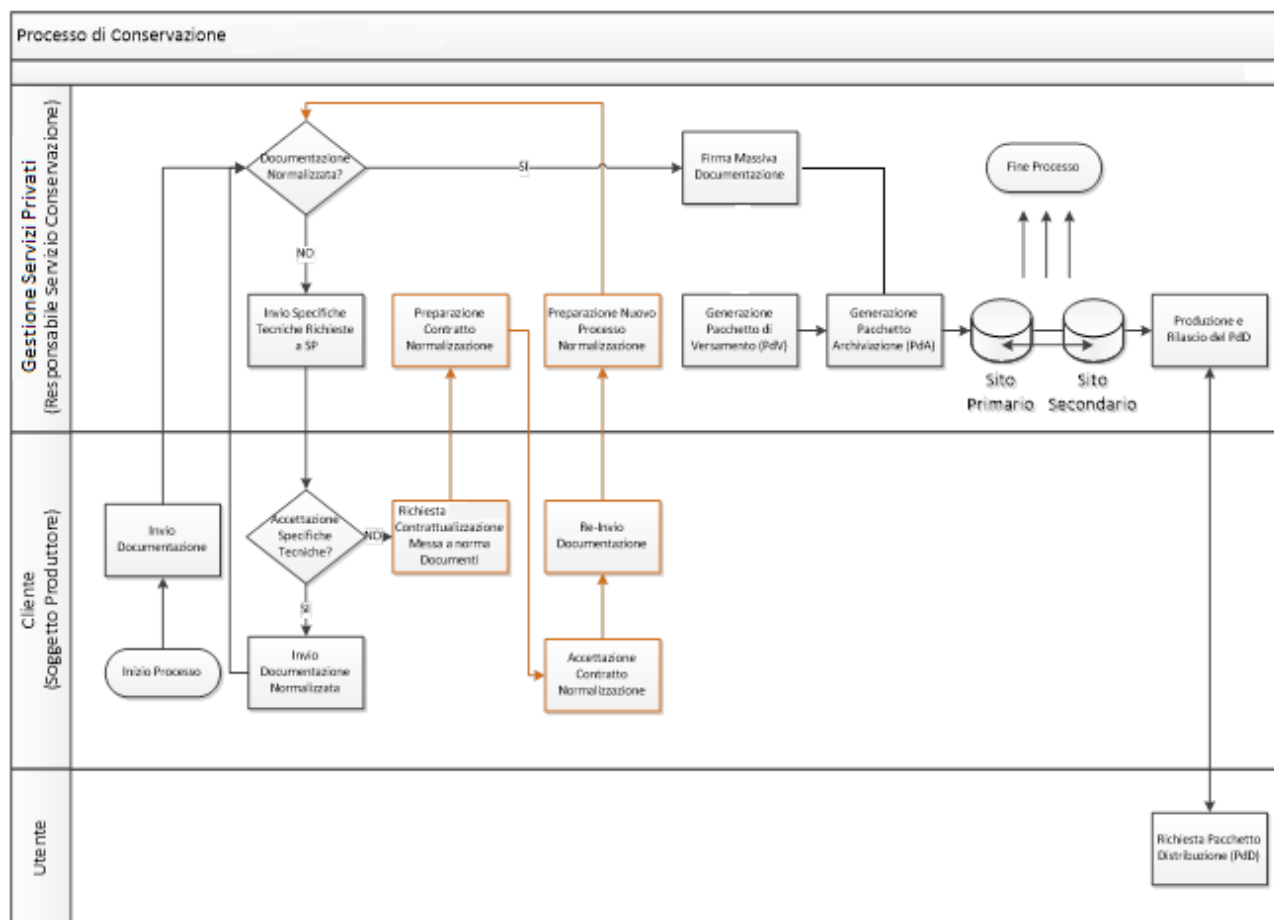 Processo di Conservazione
Gestione Servizi Privati
(Responsabile Servizio Conservazione)
Documentazione
Normalizzata?
SI
Firma Massiva
Documentazione
Fine Processo
NO
Invio Specifiche
Tecniche Richieste
a SP
Preparazione
Contratto
Normalizzazione
Preparazione Nuovo
Processo
Normalizzazione
Generazione
Pacchetto di
Versamento (PdV)
Generazione
Pacchetto
Archiviazione (PdA)
Sito
Primario
Sito
Secondario
Produzione e
Rilascio del PdD
Cliente
(Soggetto Produttore)
Invio
Documentazione
Accettazione
Specifiche
Tecniche?
NO
Richiesta
Contrattualizzazione
Messa a norma
Documenti
Re-Invio
Documentazione
SI
Inizio Processo
Invio
Documentazione
Normalizzata
Accettazione
Contratto
Normalizzazione
Utente
Richiesta Pacchetto
Distribuzione (PdD)